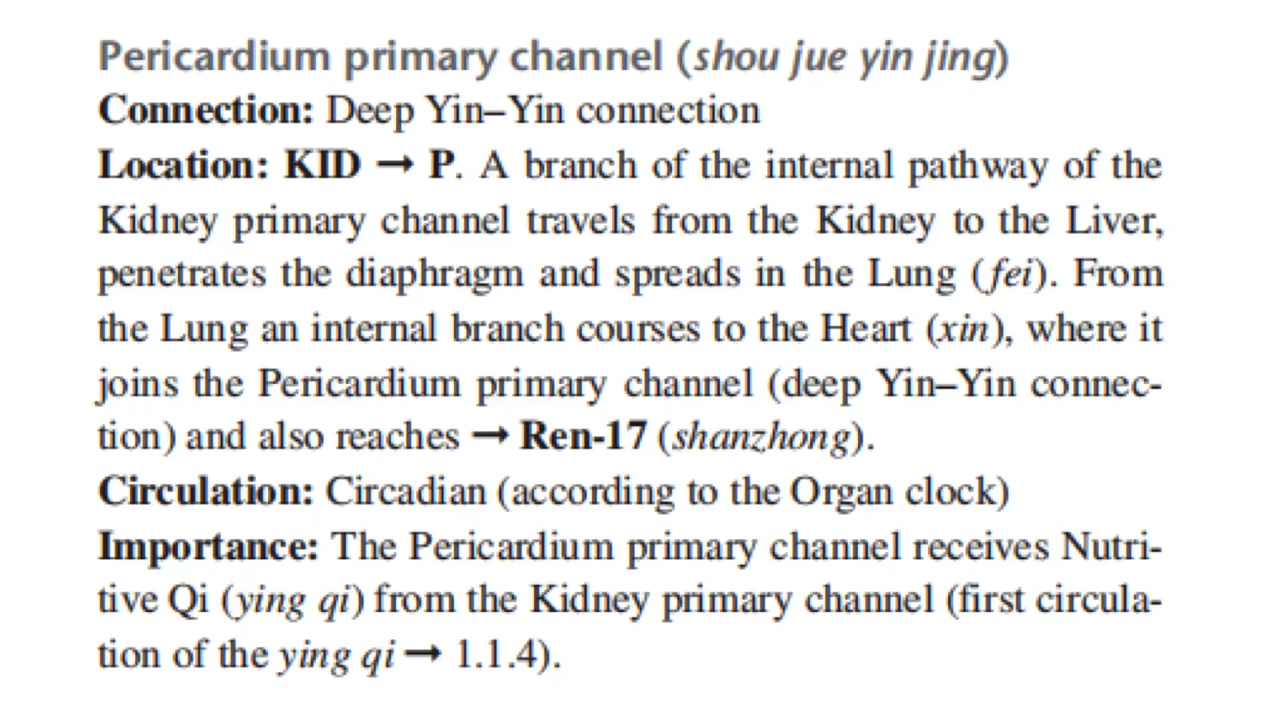 Pericardium primary channel (shou jue yin jing)
Connection: Deep Yin–Yin connection
Location: KID → P. A branch of the internal pathway of the
Kidney primary channel travels from the Kidney to the Liver,
penetrates the diaphragm and spreads in the Lung (fei). From
the Lung an internal branch courses to the Heart (xin), where it
joins the Pericardium primary channel (deep Yin–Yin connec-
tion) and also reaches → Ren-17 (shanzhong).
Circulation: Circadian (according to the Organ clock)
Importance: The Pericardium primary channel receives Nutri-
tive Qi (ying qi) from the Kidney primary channel (first circula-
tion of the ying qi → 1.1.4).